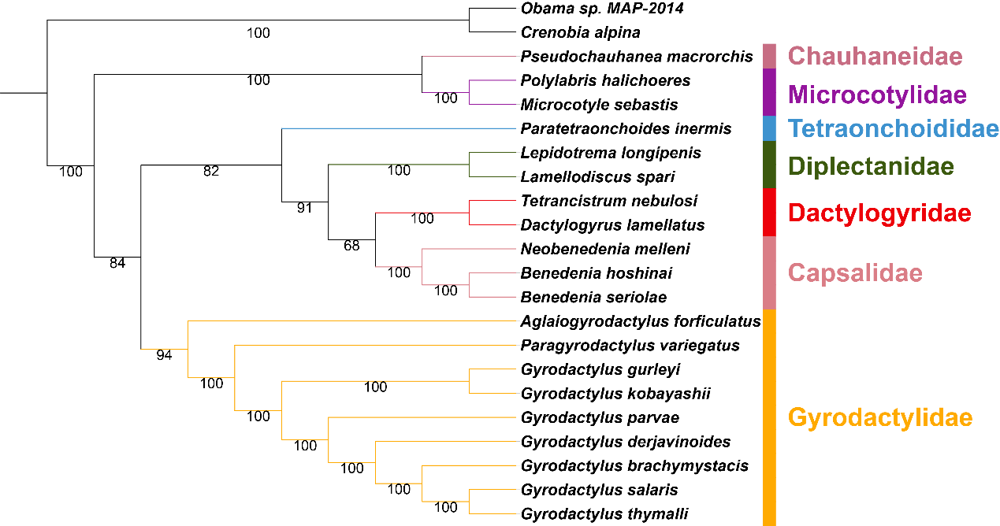 Obama sp. MAP-2014
100
Crenobia alpina
Pseudochauhanea macrorchis
Chauhaneidae
100
Polylabris halichoeres
Microcotylidae
100
Microcotyle sebastis
Paratetraonchoides inermis
Tetraonchoididae
Lepidotrema longipenis
100
82
100
Lamellodiscus spari
Diplectanidae
Tetrancistrum nebulosi
91
100
Dactylogyrus lamellatus
Dactylogyridae
68
Neobenedenia melleni
84
100
Benedenia hoshinai
Capsalidae
100
Benedenia seriolae
Aglaiogyrodactylus forficulatus
Paragyrodactylus variegatus
94
Gyrodactylus gurleyi
100
100
Gyrodactylus kobayashii
100
Gyrodactylus parvae
Gyrodactylidae
100
Gyrodactylus derjavinoides
100
Gyrodactylus brachymystacis
100
Gyrodactylus salaris
100
Gyrodactylus thymalli